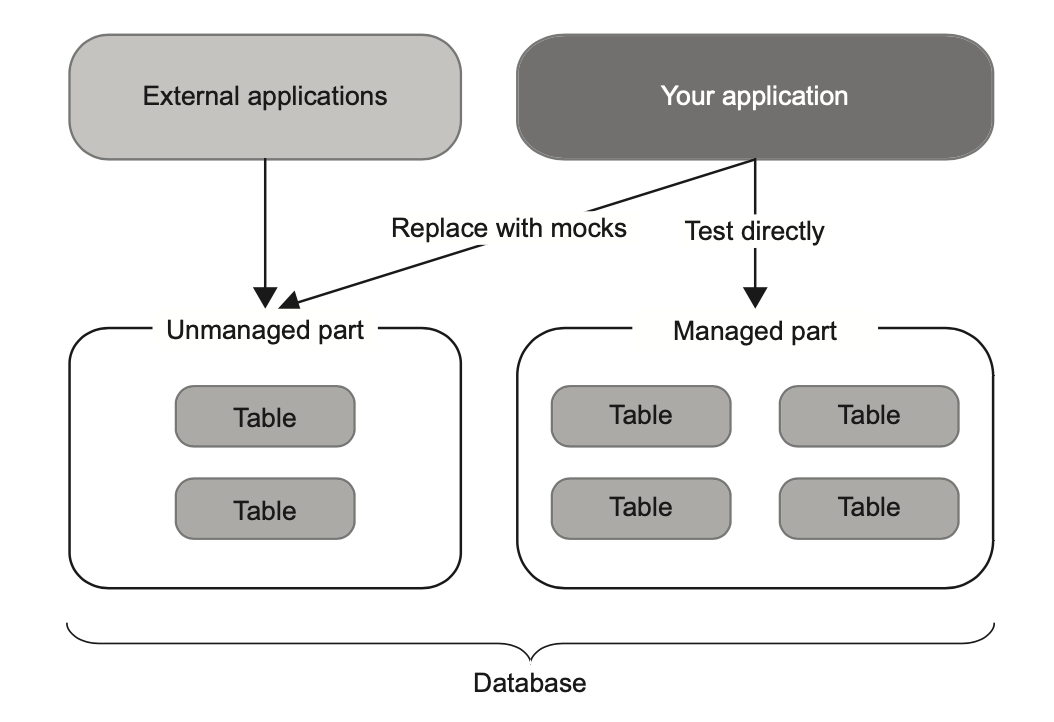 External applications
Your application
Replace with mocks
Test directly
Unmanaged part
Managed part
Table
Table
Table
Table
Table
Table
Database